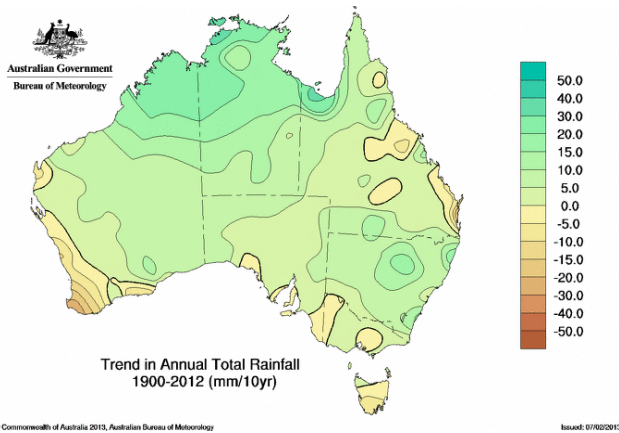 Australian Government
Bureau of Meteorology
50.0
40.0
30.0
20.0
15.0
10.0
5.0
0.0
-5.0
-10.0
-15.0
-20.0
-30.0
-40.0
-50.0
Trend in Annual Total Rainfall
1900-2012 (mm/10yr)
Commonwealth of Australia 2013, Australian Bureau of Meteorology
Issued: 07/02/2013